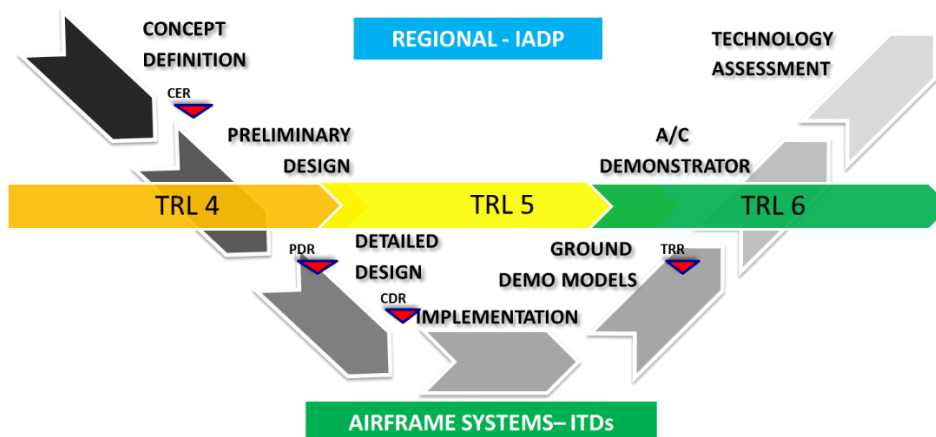 CONCEPT
DEFINITION
REGIONAL - IADP
TECHNOLOGY
ASSESSMENT
CER
PRELIMINARY
DESIGN
A/C
DEMONSTRATOR
TRL 4
TRL 5
TRL 6
PDR
DETAILED
DESIGN
GROUND
DEMO MODELS
TRR
CDR
IMPLEMENTATION
AIRFRAME SYSTEMS– ITDs